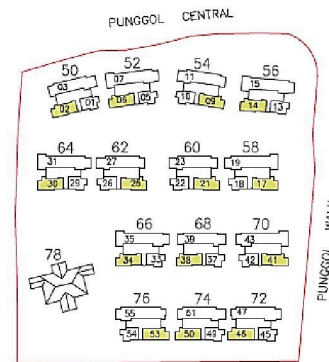 PUNGGOL CENTRAL
50 52 54 56
03 07 11 15
02 01 06 05 10 09 14 13
64 62 60 58
31 27 23 19
30 29 26 25 22 21 18 17
66 68 70
35 39 43
34 33 38 37 42 41
78
76 74 72
55 51 47
54 53 50 49 46 45
PUNGGOL WALK